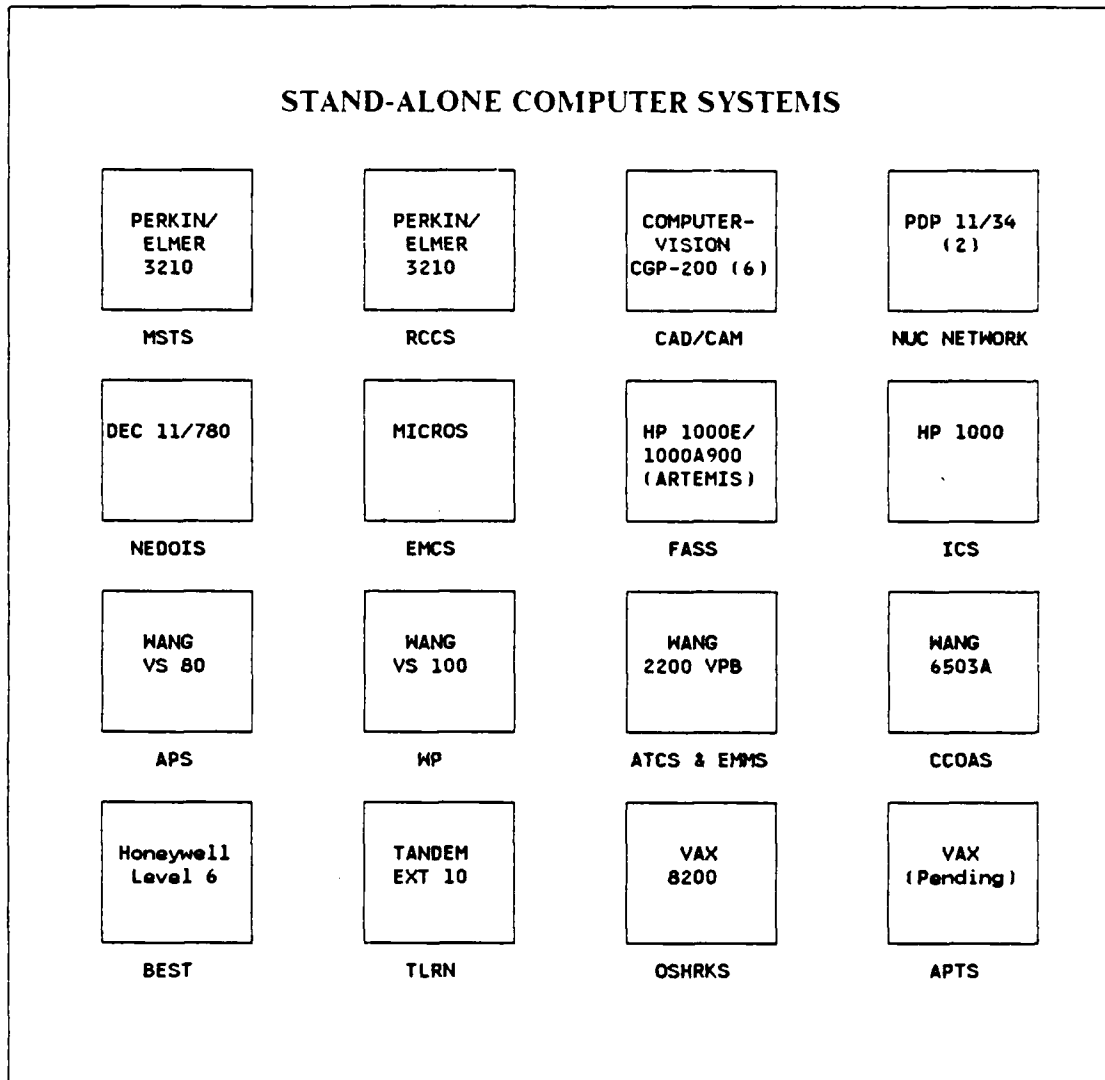 STAND-ALONE COMPUTER SYSTEMS
PERKIN/
ELMER
3210
MSTS
PERKIN/
ELMER
3210
RCCS
COMPUTER-
VISION
CGP-200 (6)
CAD/CAM
PDP 11/34
(2)
NUC NETWORK
DEC 11/780
NEDOIS
MICROS
EMCS
HP 1000E/
1000A900
(ARTEMIS)
FASS
HP 1000
ICS
WANG
VS 80
APS
WANG
VS 100
WP
WANG
2200 VPB
ATCS & EMMS
WANG
6503A
CCOAS
Honeywell
Level 6
BEST
TANDEM
EXT 10
TLRN
VAX
8200
OSHRKS
VAX
(Pending)
APTS